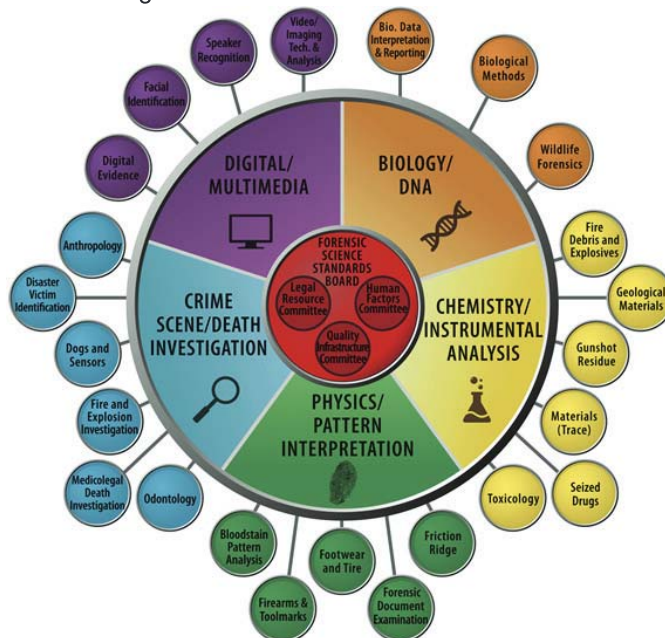 Video/
Imaging
Tech. &
Analysis
Bio. Data
Interpretation
& Reporting
Speaker
Recognition
Biological
Methods
Facial
Identification
Wildlife
Forensics
Digital
Evidence
DIGITAL/
MULTIMEDIA
BIOLOGY/
DNA
Anthropology
Fire
Debris and
Explosives
Disaster
Victim
Identification
Geological
Materials
Dogs and
Sensors
Gunshot
Residue
CRIME
SCENE/DEATH
INVESTIGATION
FORENSIC
SCIENCE
STANDARDS
BOARD
Legal
Resource
Committee
Human
Factors
Committee
Quality
Infrastructure
Committee
CHEMISTRY/
INSTRUMENTAL
ANALYSIS
Fire and
Explosion
Investigation
Materials
(Trace)
PHYSICS/
PATTERN
INTERPRETATION
Medicolegal
Death
Investigation
Odontology
Toxicology
Seized
Drugs
Bloodstain
Pattern
Analysis
Footwear
and Tire
Friction
Ridge
Firearms &
Toolmarks
Forensic
Document
Examination